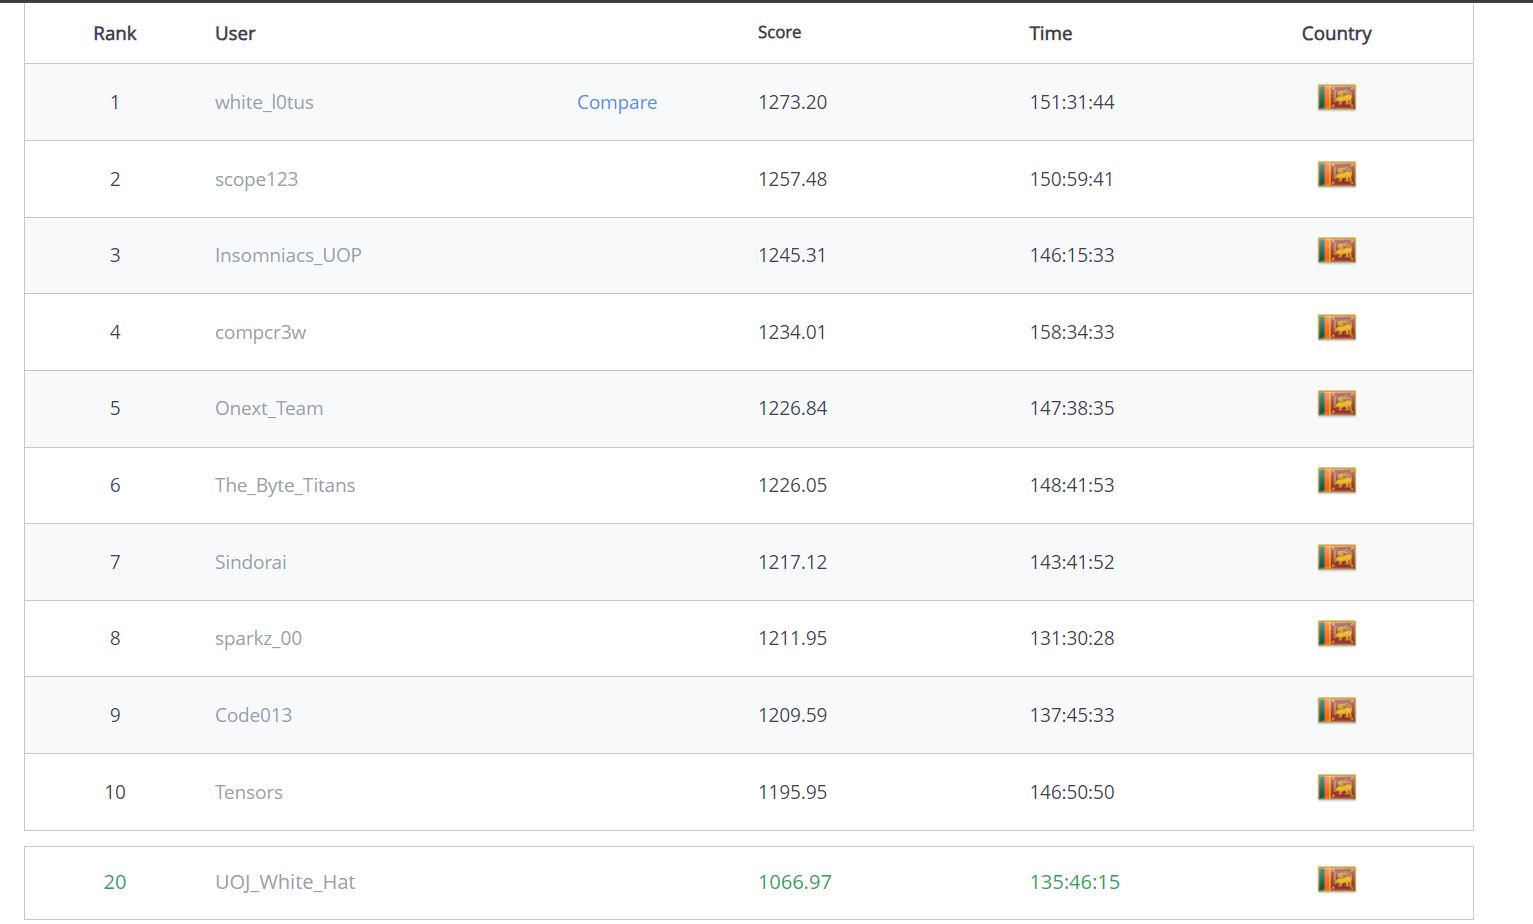 Rank User Score Time Country
1 white_l0tus Compare 1273.20 151:31:44
2 scope123 1257.48 150:59:41
3 Insomniacs_UOP 1245.31 146:15:33
4 compcr3w 1234.01 158:34:33
5 Onext_Team 1226.84 147:38:35
6 The_Byte_Titans 1226.05 148:41:53
7 Sindorai 1217.12 143:41:52
8 sparkz_00 1211.95 131:30:28
9 Code013 1209.59 137:45:33
10 Tensors 1195.95 146:50:50
20 UOJ_White_Hat 1066.97 135:46:15